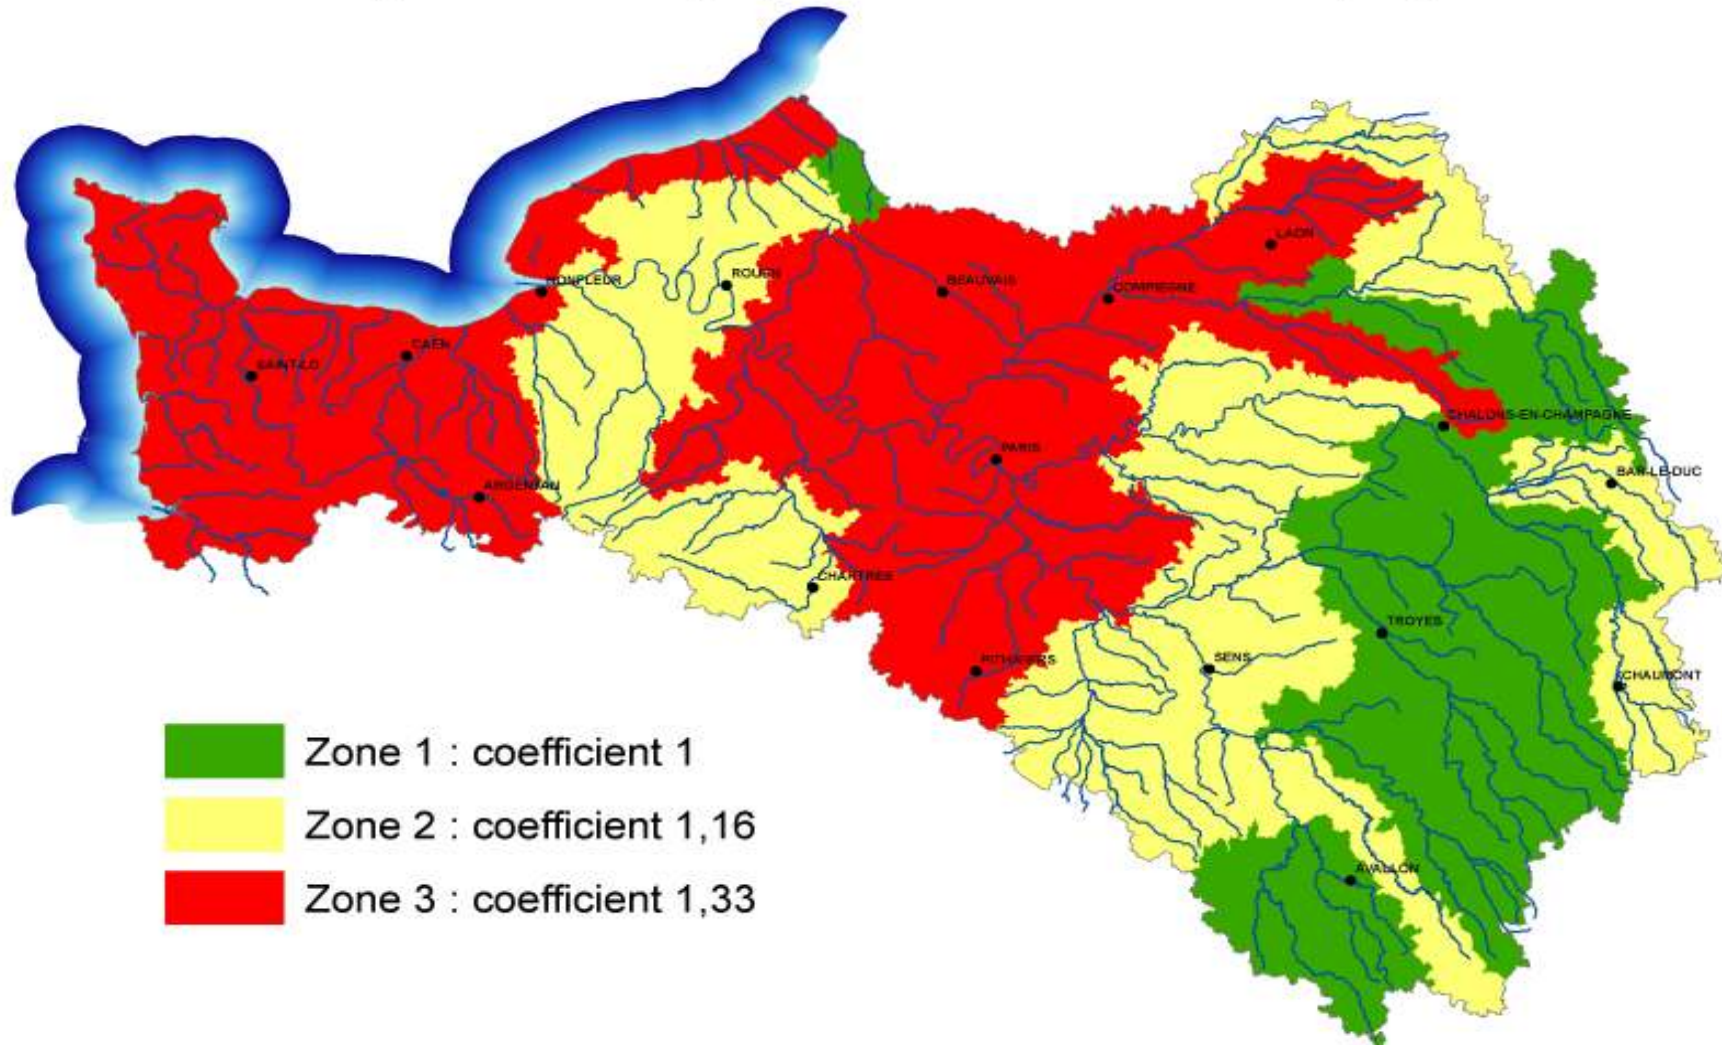 LAON
HONFLEUR
ROUEN
BEAUVAIS
COMPIEGNE
CAEN
SAINT-LO
CHALONS-EN-CHAMPAGNE
PARIS
BAR-LE-DUC
ARGENTAN
CHARTRES
TROYES
PITHIVIERS
SENS
CHAUMONT
Zone 1 : coefficient 1
Zone 2 : coefficient 1,16
AVALLON
Zone 3 : coefficient 1,33